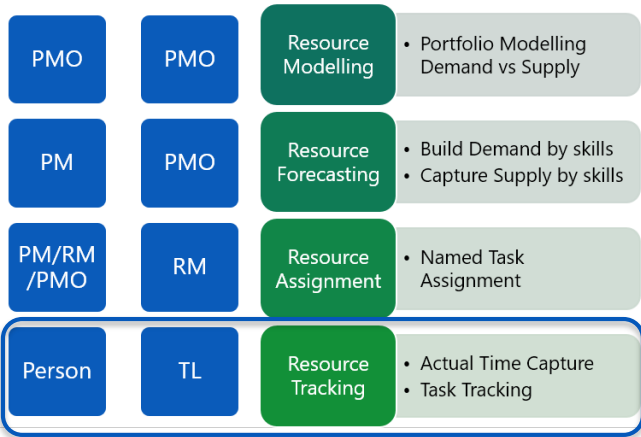 PMO
PMO
Resource
Modelling
• Portfolio Modelling
Demand vs Supply
PM
PMO
Resource
Forecasting
• Build Demand by skills
• Capture Supply by skills
PM/RM
/PMO
RM
Resource
Assignment
• Named Task
Assignment
Person
TL
Resource
Tracking
• Actual Time Capture
• Task Tracking